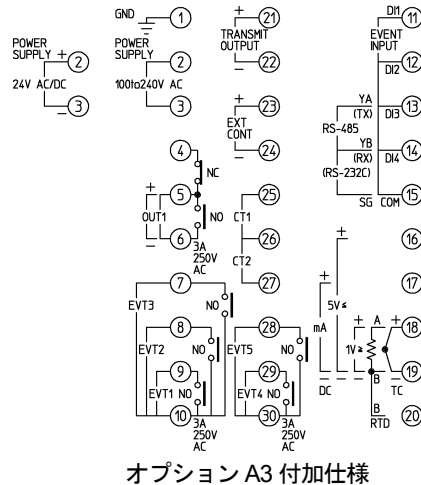 GND
1
POWER SUPPLY
+
2
24V AC/DC
−
3
POWER SUPPLY
2
100to240V AC
3
4
NC
5
+
OUT1
NO
−
6
3A
250V
AC
7
EVT3
NO
8
EVT2
NO
9
EVT1
NO
10
3A
250V
AC
+
21
TRANSMIT
OUTPUT
−
22
+
23
EXT
CONT
−
24
25
CT1
26
CT2
27
28
EVT5
NO
29
EVT4
NO
30
3A
250V
AC
DI1
11
EVENT
INPUT
DI2
12
YA
(TX)
DI3
13
RS-485
YB
(RX)
DI4
14
(RS-232C)
SG
COM
15
+
16
5V≤
+
17
mA
+
A
+
18
1V≥
DC
−
−
−
B
−
TC
19
B
RTD
20
オプション A3 付加仕様